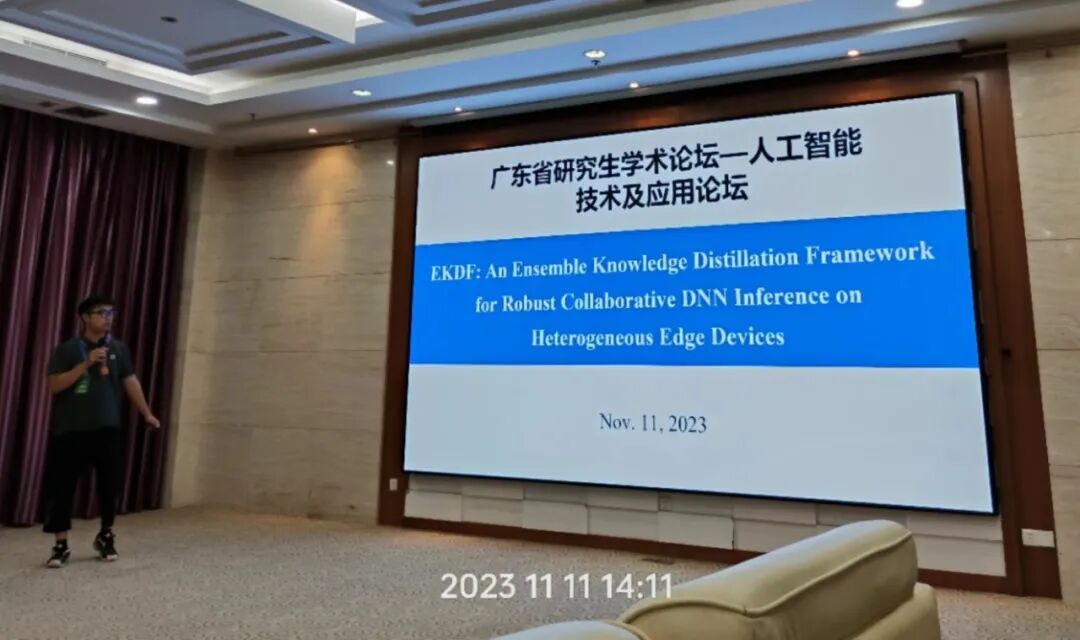 广东省研究生学术论坛—人工智能
技术及应用论坛
EKDF: An Ensemble Knowledge Distillation Framework
for Robust Collaborative DNN Inference on
Heterogeneous Edge Devices
Nov. 11, 2023
2023 11 11 14:11